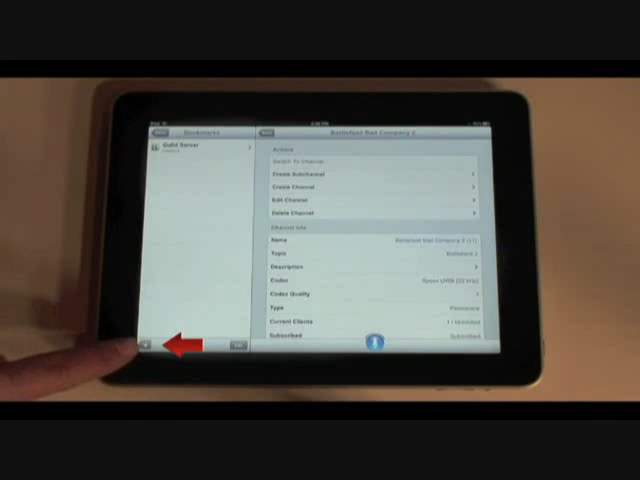 Bookmarks
Battlefield Bad Company 2
Guild Server
Actions
Switch To Channel
Create Subchannel
Create Channel
Edit Channel
Delete Channel
Channel Info
Name
Battlefield Bad Company 2
Topic
Battlefield 2
Description
Codec
Speex UWB (32 kHz)
Codec Quality
Type
Permanent
Current Clients
1 / Unlimited
Subscribed
Subscribed